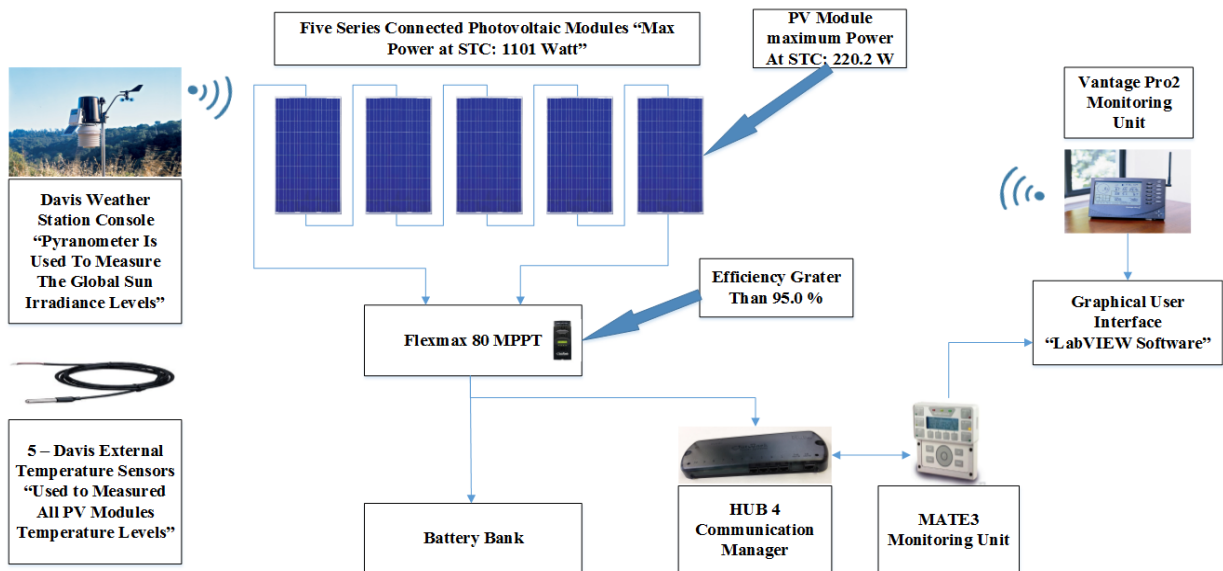 Five Series Connected Photovoltaic Modules “Max
Power at STC: 1101 Watt”
PV Module
maximum Power
At STC: 220.2 W
Vantage Pro2
Monitoring
Unit
Davis Weather
Station Console
“Pyranometer Is
Used To Measure
The Global Sun
Irradiance Levels”
Efficiency Grater
Than 95.0 %
Flexmax 80 MPPT
Graphical User
Interface
“LabVIEW Software”
5 – Davis External
Temperature Sensors
“Used to Measured
All PV Modules
Temperature Levels”
Battery Bank
HUB 4
Communication
Manager
MATE3
Monitoring Unit